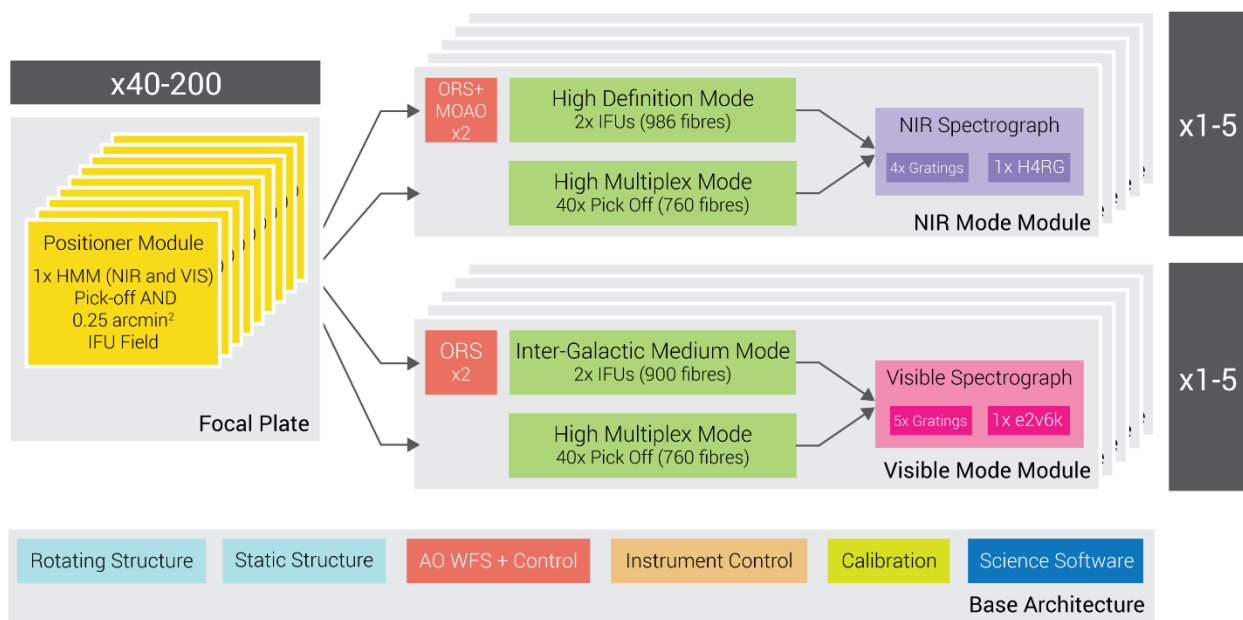 x40-200
Positioner Module
1x HMM (NIR and VIS)
Pick-off AND
0.25 arcmin²
IFU Field
Focal Plate
ORS+
MOAO
x2
High Definition Mode
2x IFUs (986 fibres)
High Multiplex Mode
40x Pick Off (760 fibres)
NIR Spectrograph
4x Gratings
1x H4RG
NIR Mode Module
x1-5
ORS
x2
Inter-Galactic Medium Mode
2x IFUs (900 fibres)
High Multiplex Mode
40x Pick Off (760 fibres)
Visible Spectrograph
5x Gratings
1x e2v6k
Visible Mode Module
x1-5
Rotating Structure
Static Structure
AO WFS + Control
Instrument Control
Calibration
Science Software
Base Architecture